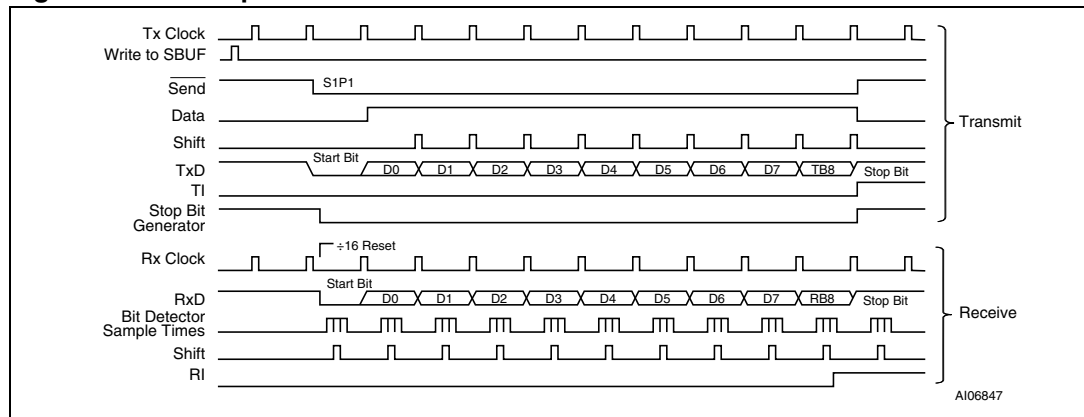 Tx Clock
Write to SBUF
Send
S1P1
Data
Shift
TxD
Start Bit
D0 D1 D2 D3 D4 D5 D6 D7 TB8
Stop Bit
TI
Stop Bit
Generator
Transmit
÷16 Reset
Rx Clock
RxD
Start Bit
D0 D1 D2 D3 D4 D5 D6 D7 RB8
Stop Bit
Bit Detector
Sample Times
Shift
RI
Receive
AI06847